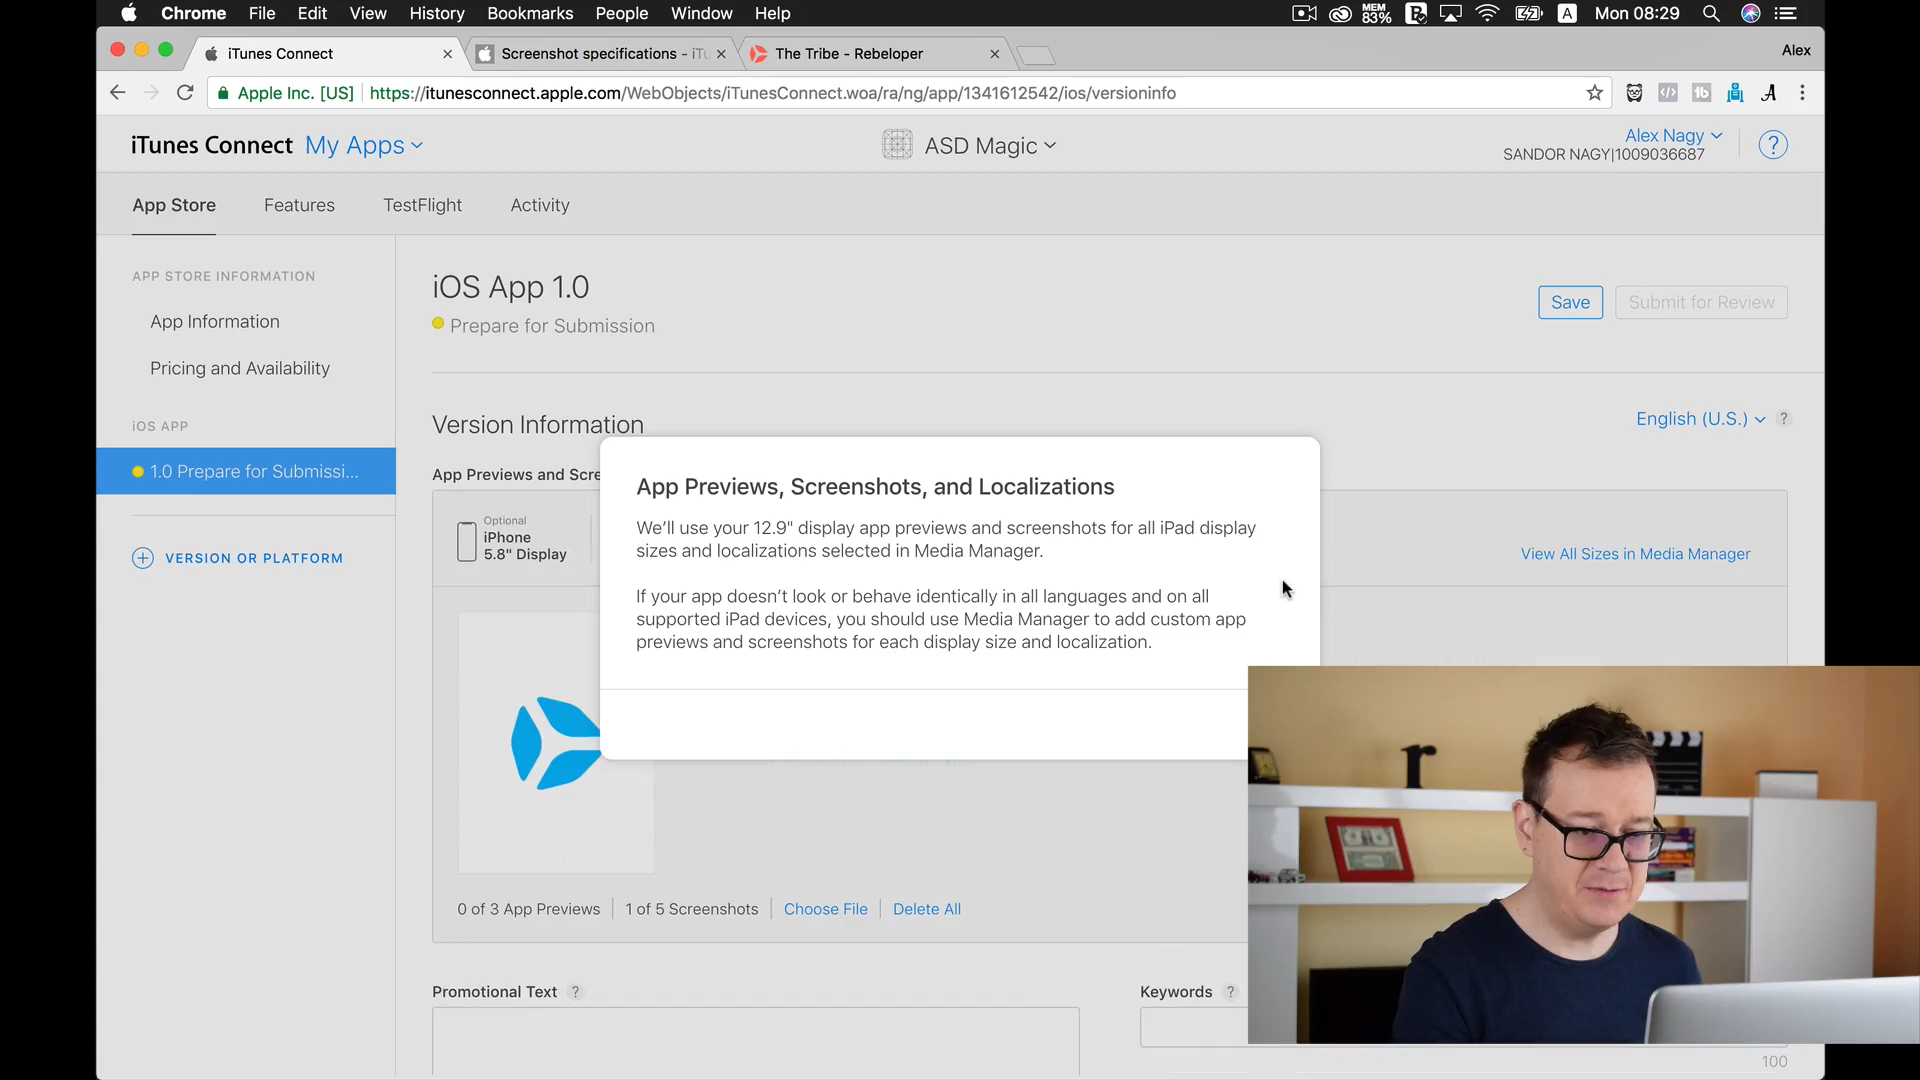 Chrome File Edit View History Bookmarks People Window Help
MEM 83% A Mon 08:29
iTunes Connect
Screenshot specifications - iTu
The Tribe - Rebeloper
Alex
Apple Inc. [US] https://itunesconnect.apple.com/WebObjects/iTunesConnect.woa/ra/ng/app/1341612542/ios/versioninfo
iTunes Connect My Apps
ASD Magic
Alex Nagy
SANDOR NAGY|1009036687
?
App Store Features TestFlight Activity
APP STORE INFORMATION
App Information
Pricing and Availability
iOS APP
1.0 Prepare for Submissi...
VERSION OR PLATFORM
iOS App 1.0
Prepare for Submission
Save
Submit for Review
Version Information
English (U.S.) ?
App Previews and Scre
Optional
iPhone
5.8" Display
View All Sizes in Media Manager
App Previews, Screenshots, and Localizations
We'll use your 12.9" display app previews and screenshots for all iPad display
sizes and localizations selected in Media Manager.
If your app doesn't look or behave identically in all languages and on all
supported iPad devices, you should use Media Manager to add custom app
previews and screenshots for each display size and localization.
0 of 3 App Previews 1 of 5 Screenshots Choose File Delete All
Promotional Text ?
Keywords ?
100